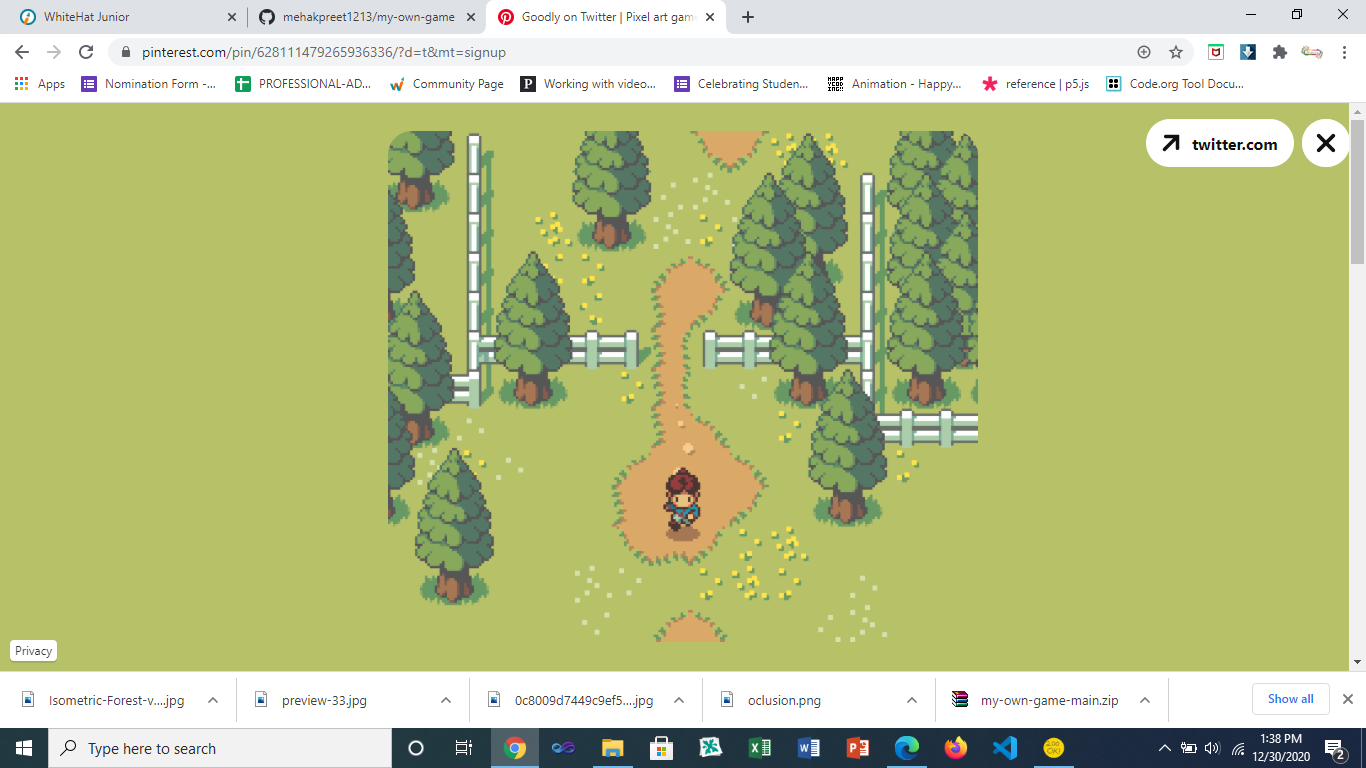 WhiteHat Junior
mehakpreet1213/my-own-game
Goodly on Twitter | Pixel art gam
pinterest.com/pin/628111479265936336/?d=t&mt=signup
Apps
Nomination Form -...
PROFESSIONAL-AD...
Community Page
Working with video...
Celebrating Studen...
Animation - Happy...
reference | p5.js
Code.org Tool Docu...
twitter.com
Privacy
Isometric-Forest-v....jpg
preview-33.jpg
0c8009d7449c9ef5....jpg
oclusion.png
my-own-game-main.zip
Show all
Type here to search
1:38 PM
12/30/2020
2